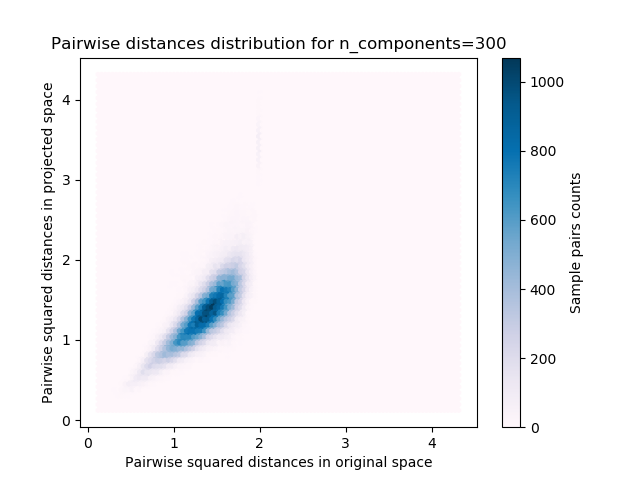 Pairwise distances distribution for n_components=300
Pairwise squared distances in projected space
4
3
2
1
0
0 1 2 3 4
Pairwise squared distances in original space
1000
800
600
400
200
0
Sample pairs counts